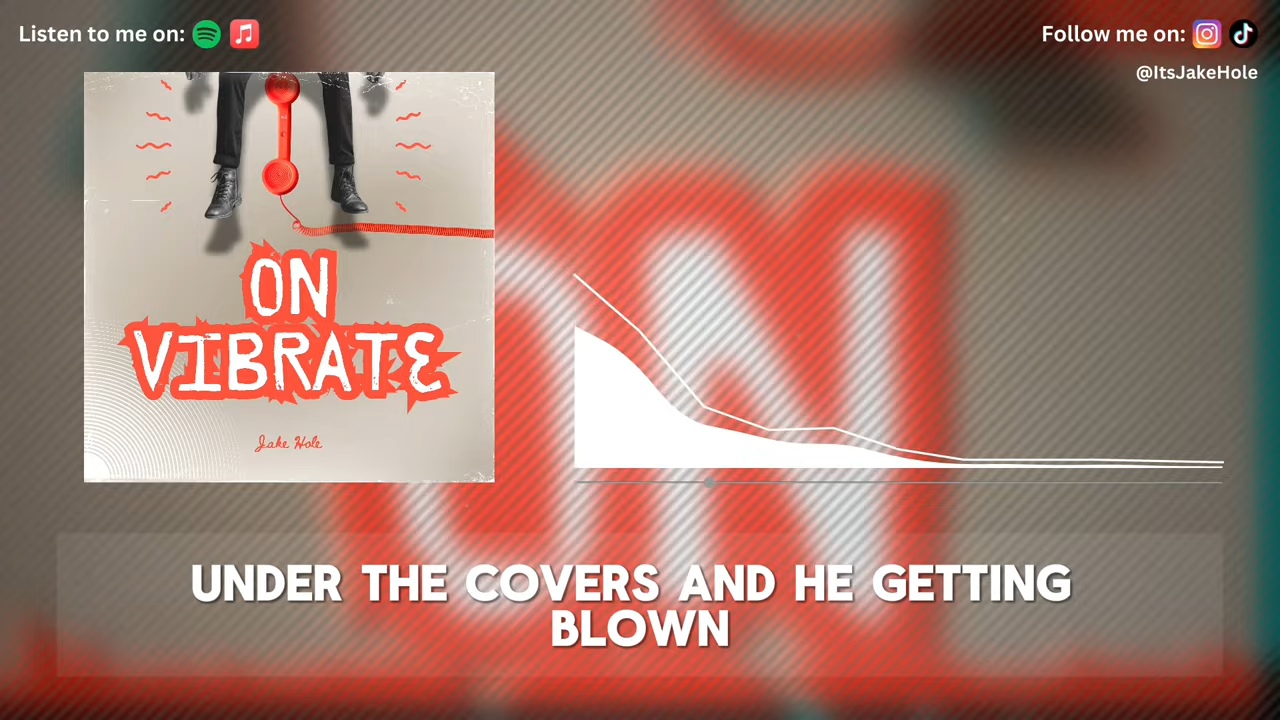 Listen to me on:
Follow me on:
@ItsJakeHole
ON
VIBRATE
Jake Hole
UNDER THE COVERS AND HE GETTING
BLOWN